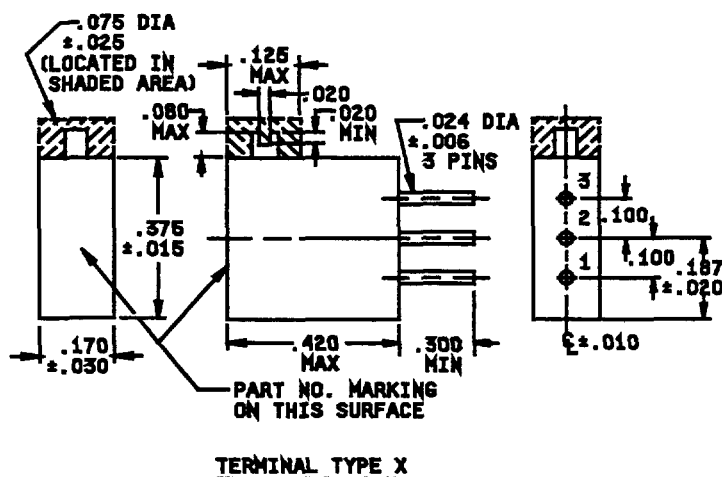 .075 DIA
±.025
(LOCATED IN
SHADED AREA)
.125
MAX
.020
.080
MAX
.020
MIN
.024 DIA
±.006
3 PINS
3
2
1
.100
.100
.187
±.020
.375
±.015
.170
±.030
.420
MAX
.300
MIN
℄±.010
PART NO. MARKING
ON THIS SURFACE
TERMINAL TYPE X